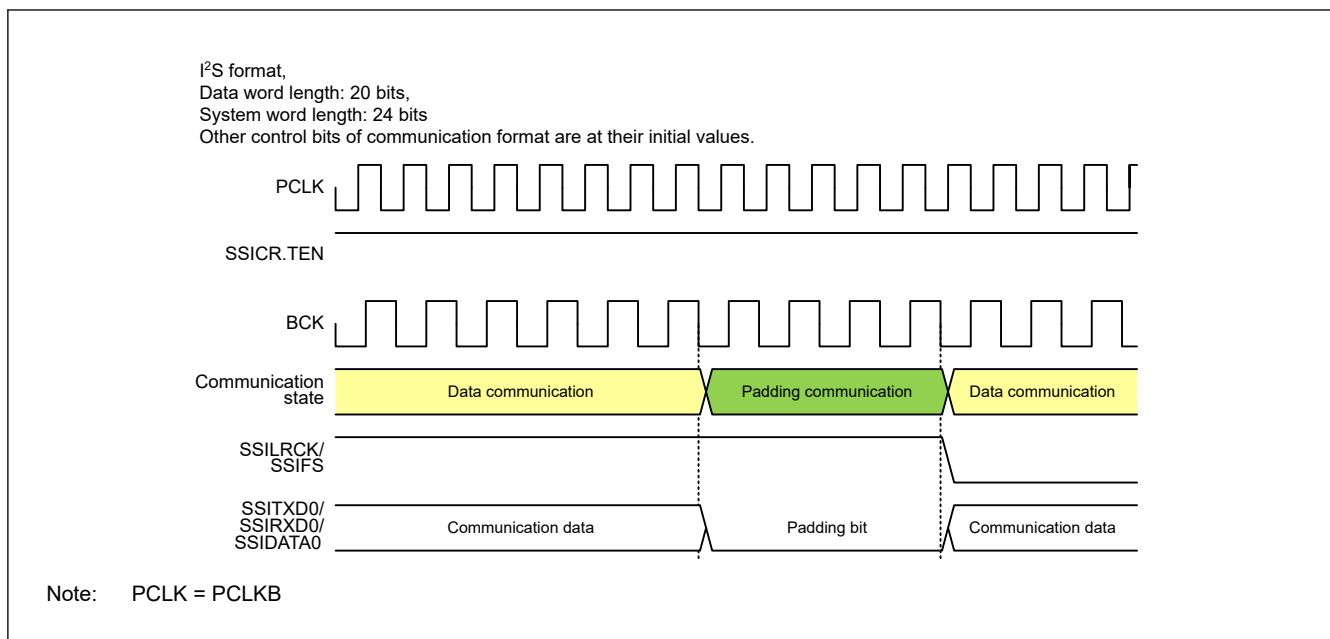 I²S format,
Data word length: 20 bits,
System word length: 24 bits
Other control bits of communication format are at their initial values.
PCLK
SSICR.TEN
BCK
Communication
state
Data communication
Padding communication
Data communication
SSILRCK/
SSIFS
SSITXD0/
SSIRXD0/
SSIDATA0
Communication data
Padding bit
Communication data
Note: PCLK = PCLKB